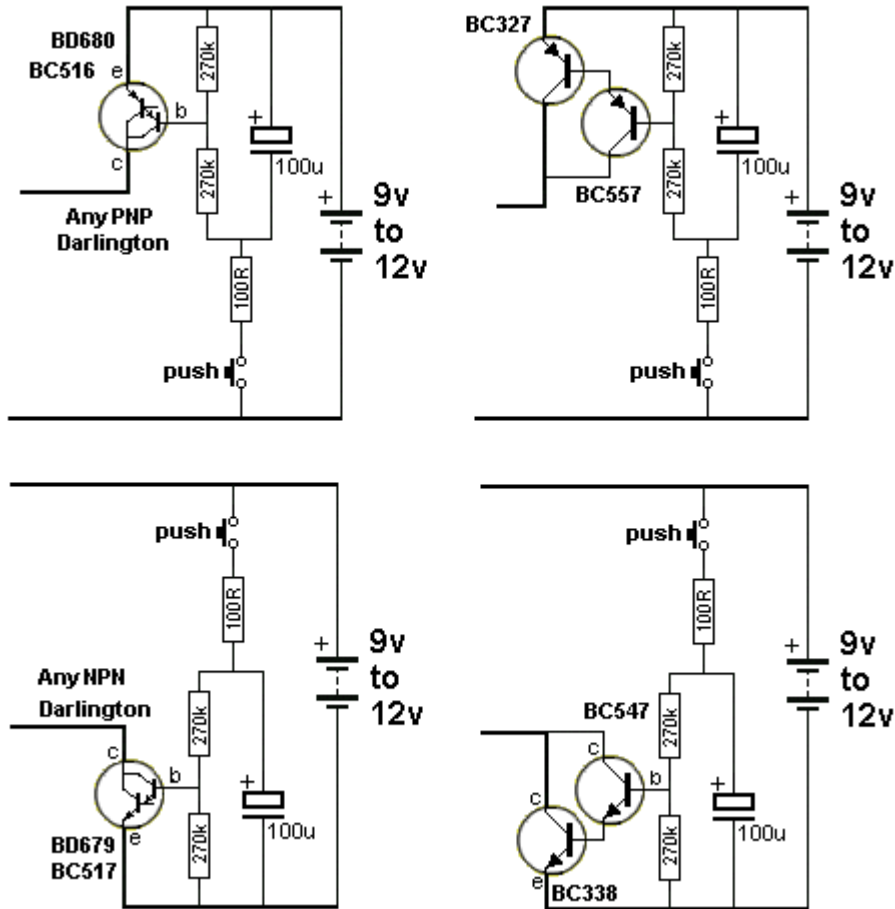 BD680
BC516
e
b
c
270k
270k
+
100u
Any PNP
Darlington
100R
push
+
9v
to
12v
BC327
270k
270k
+
100u
BC557
100R
push
+
9v
to
12v
push
100R
Any NPN
Darlington
c
b
e
270k
270k
+
100u
BD679
BC517
+
9v
to
12v
push
100R
BC547
c
b
c
e
270k
270k
+
100u
BC338
+
9v
to
12v